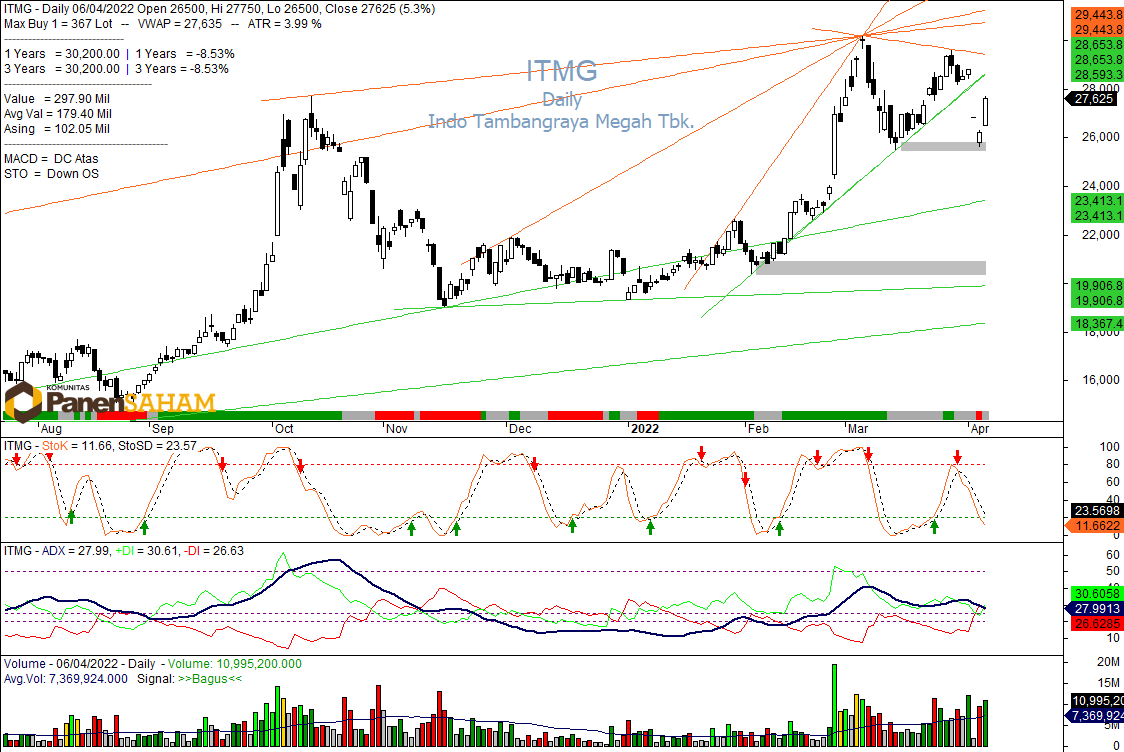 ITMG - Daily 06/04/2022 Open 26500, Hi 27750, Lo 26500, Close 27625 (5.3%)
Max Buy 1 = 367 Lot -- VWAP = 27,635 -- ATR = 3.99 %
1 Years = 30,200.00 | 1 Years = -8.53%
3 Years = 30,200.00 | 3 Years = -8.53%
Value = 297.90 Mil
Avg Val = 179.40 Mil
Asing = 102.05 Mil
MACD = DC Atas
STO = Down OS
ITMG
Daily
Indo Tambangraya Megah Tbk.
29,443.8
29,443.8
28,653.8
28,653.8
28,593.3
28,000
27,625
26,000
24,000
23,413.1
23,413.1
22,000
19,906.8
19,906.8
18,367.4
18,000
16,000
KOMUNITAS
PanenSAHAM
Aug Sep Oct Nov Dec 2022 Feb Mar Apr
ITMG - StoK = 11.66, StoSD = 23.57
100
80
60
40
23.5698
11.6622
0
ITMG - ADX = 27.99, +DI = 30.61, -DI = 26.63
60
50
40
30.6058
27.9913
26.6285
10
Volume - 06/04/2022 - Daily - Volume: 10,995,200.000
Avg.Vol: 7,369,924.000 Signal: >>Bagus<<
20M
15M
10,995,20
7,369,924
5M
0